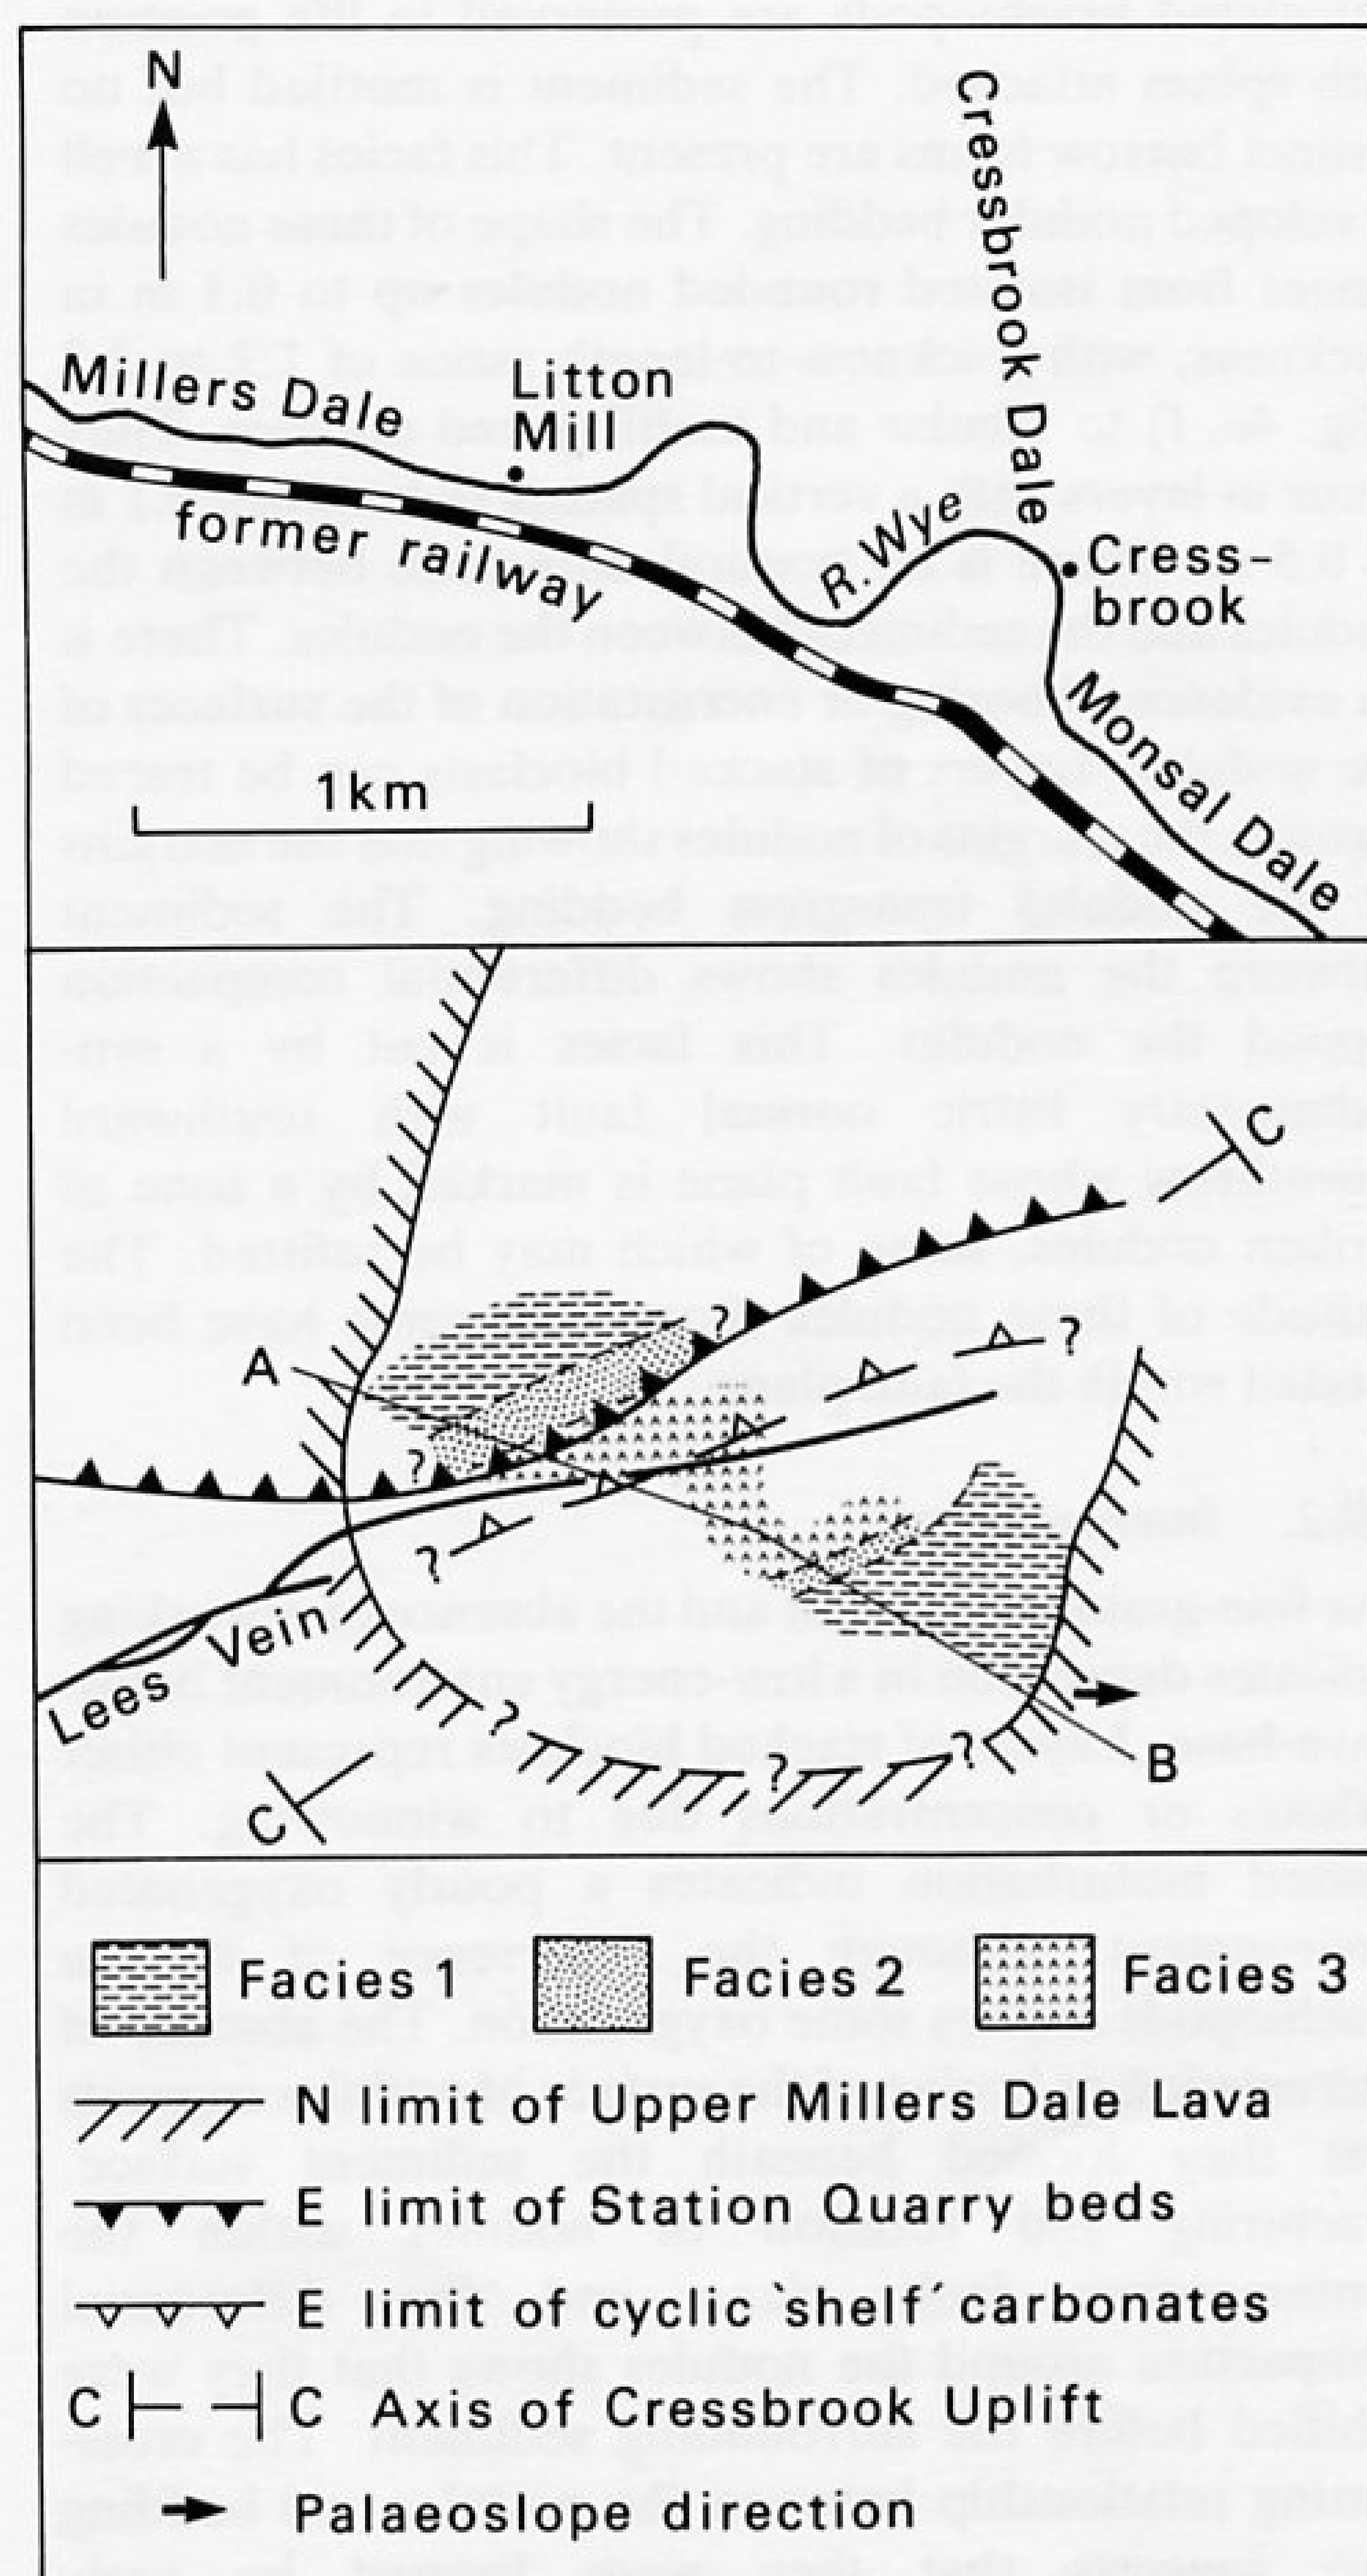 N
Cressbrook Dale
Millers Dale
Litton
Mill
former railway
R. Wye
Cress-
brook
Monsal Dale
1km
C
?
?
A
?
?
Lees Vein
?
?
?
B
C
Facies 1
Facies 2
Facies 3
N limit of Upper Millers Dale Lava
E limit of Station Quarry beds
E limit of cyclic 'shelf' carbonates
C C Axis of Cressbrook Uplift
Palaeoslope direction